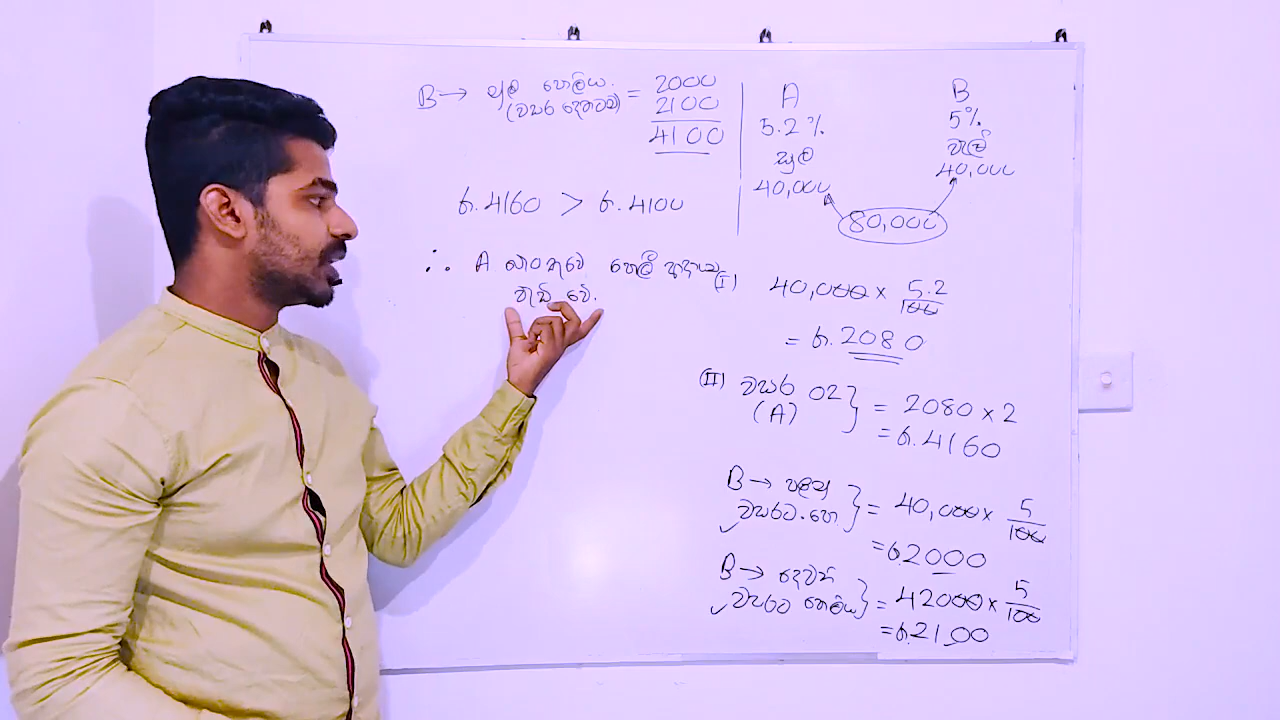 B → මුළු පොලිය = 2000
(වසර දෙකටම) 2100
4100
රු. 4160 > රු. 4100
∴ A බැංකුවේ පොලී ආදායම
වැඩි වේ.
A
5.2%
සුළු
40,000
B
5%
වැල්
40,000
80,000
(I) 40,000 × 5.2/100
= රු. 2080
(II) වසර 02 } = 2080 × 2
(A) = රු. 4160
B → පළමු } = 40,000 × 5/100
✓ වසරට. පො
= රු 2000
B → දෙවන } = 42000 × 5/100
✓ වසරට පොලිය
= රු. 2100